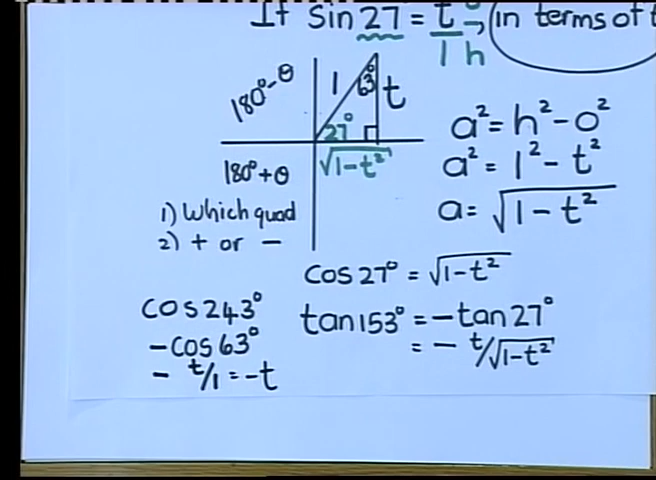 If Sin 27 = t/1 o/h, (in terms of t
180° - θ
1
63°
t
27°
√1-t²
180° + θ
1) Which quad
2) + or -
a² = h² - o²
a² = 1² - t²
a = √1 - t²
cos 27° = √1-t²
cos 243°
-cos 63°
- t/1 = -t
tan 153° = -tan 27°
= - t/√1-t²